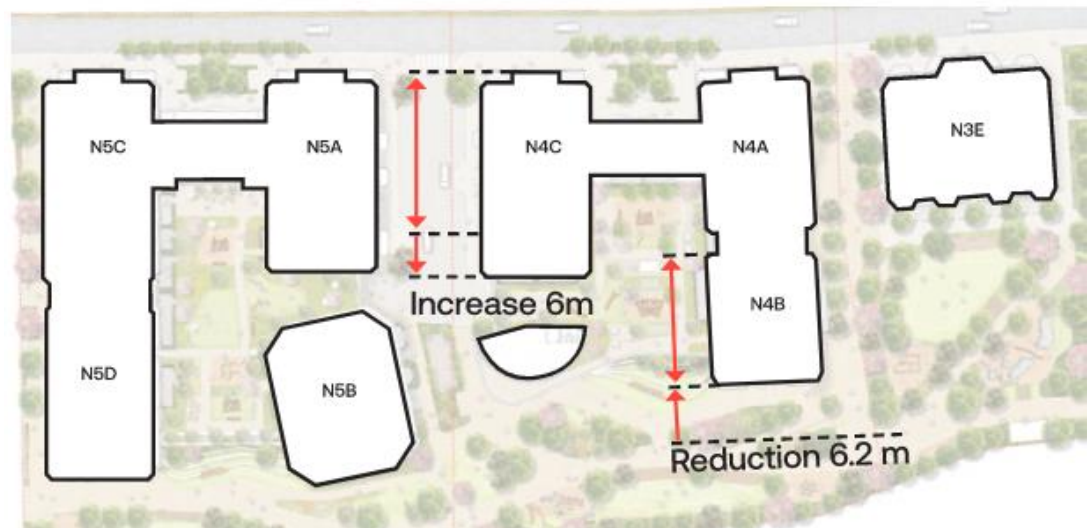 N5C
N5A
N4C
N4A
N3E
Increase 6m
N4B
N5D
N5B
Reduction 6.2 m